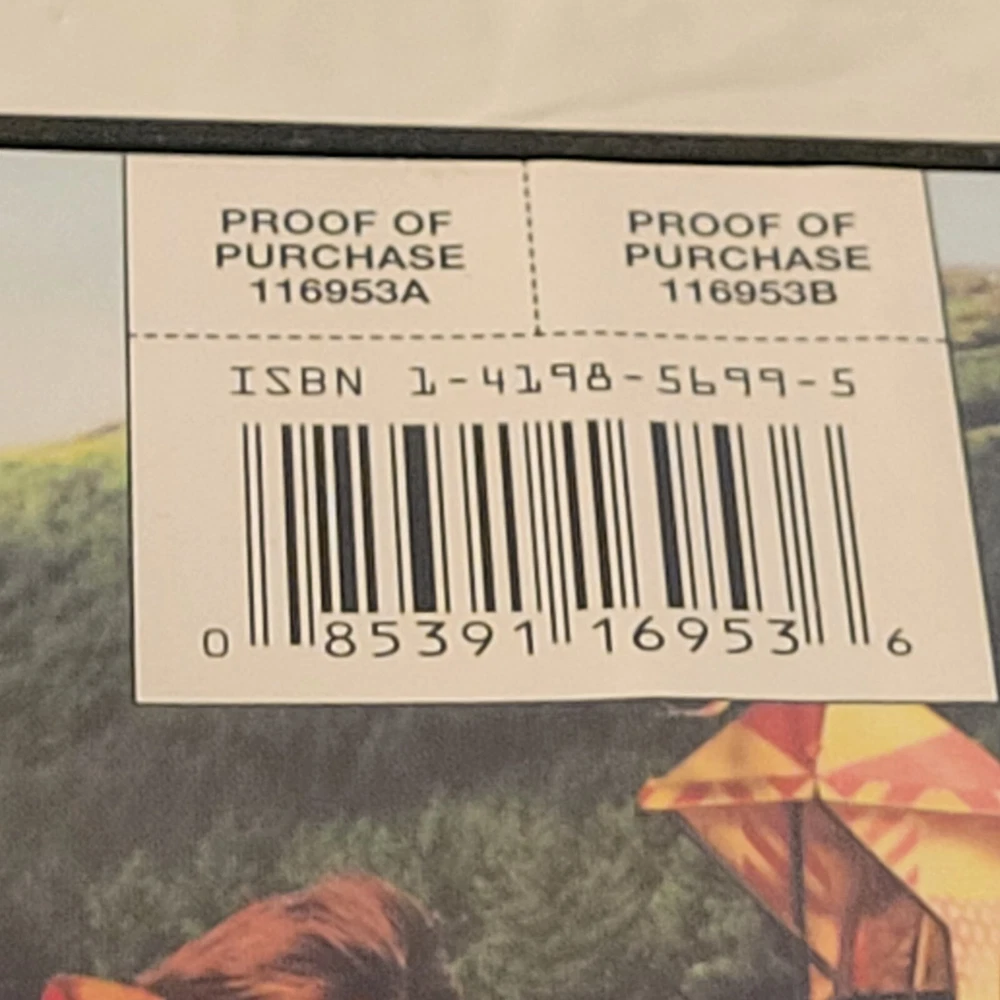 PROOF OF
PURCHASE
116953A
PROOF OF
PURCHASE
116953B
ISBN 1-4198-5699-5
0 85391 16953 6